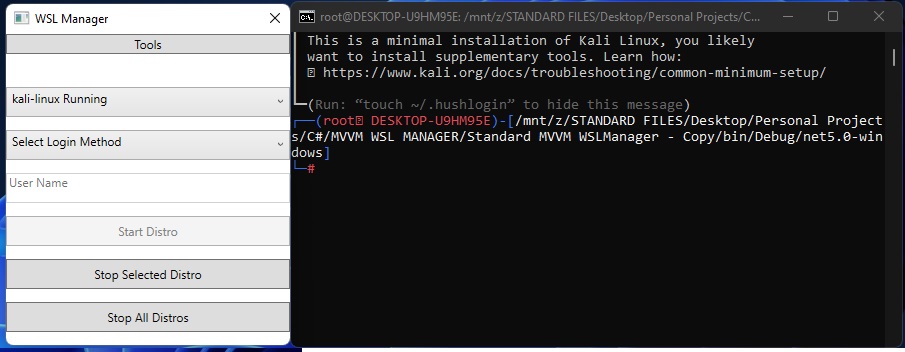 WSL Manager
Tools
kali-linux Running
Select Login Method
User Name
Start Distro
Stop Selected Distro
Stop All Distros
root@DESKTOP-U9HM95E: /mnt/z/STANDARD FILES/Desktop/Personal Projects/C...
This is a minimal installation of Kali Linux, you likely
want to install supplementary tools. Learn how:
https://www.kali.org/docs/troubleshooting/common-minimum-setup/
(Run: “touch ~/.hushlogin” to hide this message)
(root DESKTOP-U9HM95E)-[/mnt/z/STANDARD FILES/Desktop/Personal Project
s/C#/MVVM WSL MANAGER/Standard MVVM WSLManager - Copy/bin/Debug/net5.0-win
dows]
#